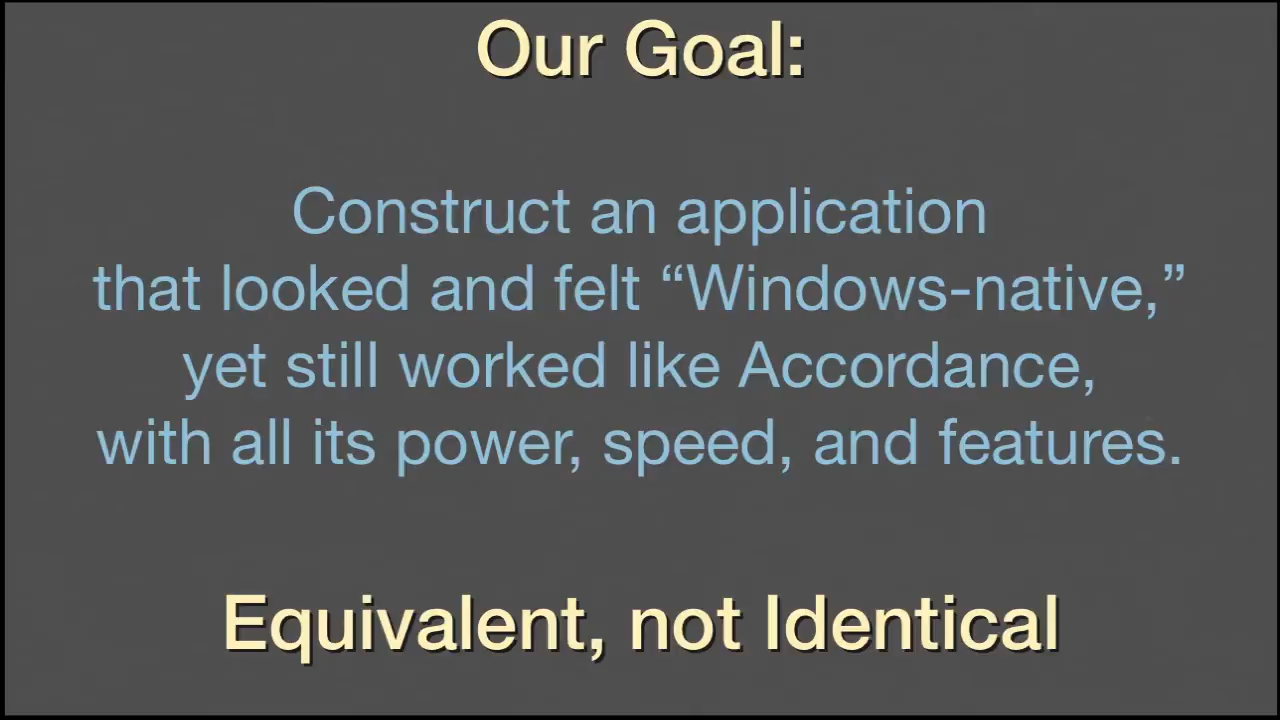 Our Goal:
Construct an application
that looked and felt “Windows-native,”
yet still worked like Accordance,
with all its power, speed, and features.
Equivalent, not Identical